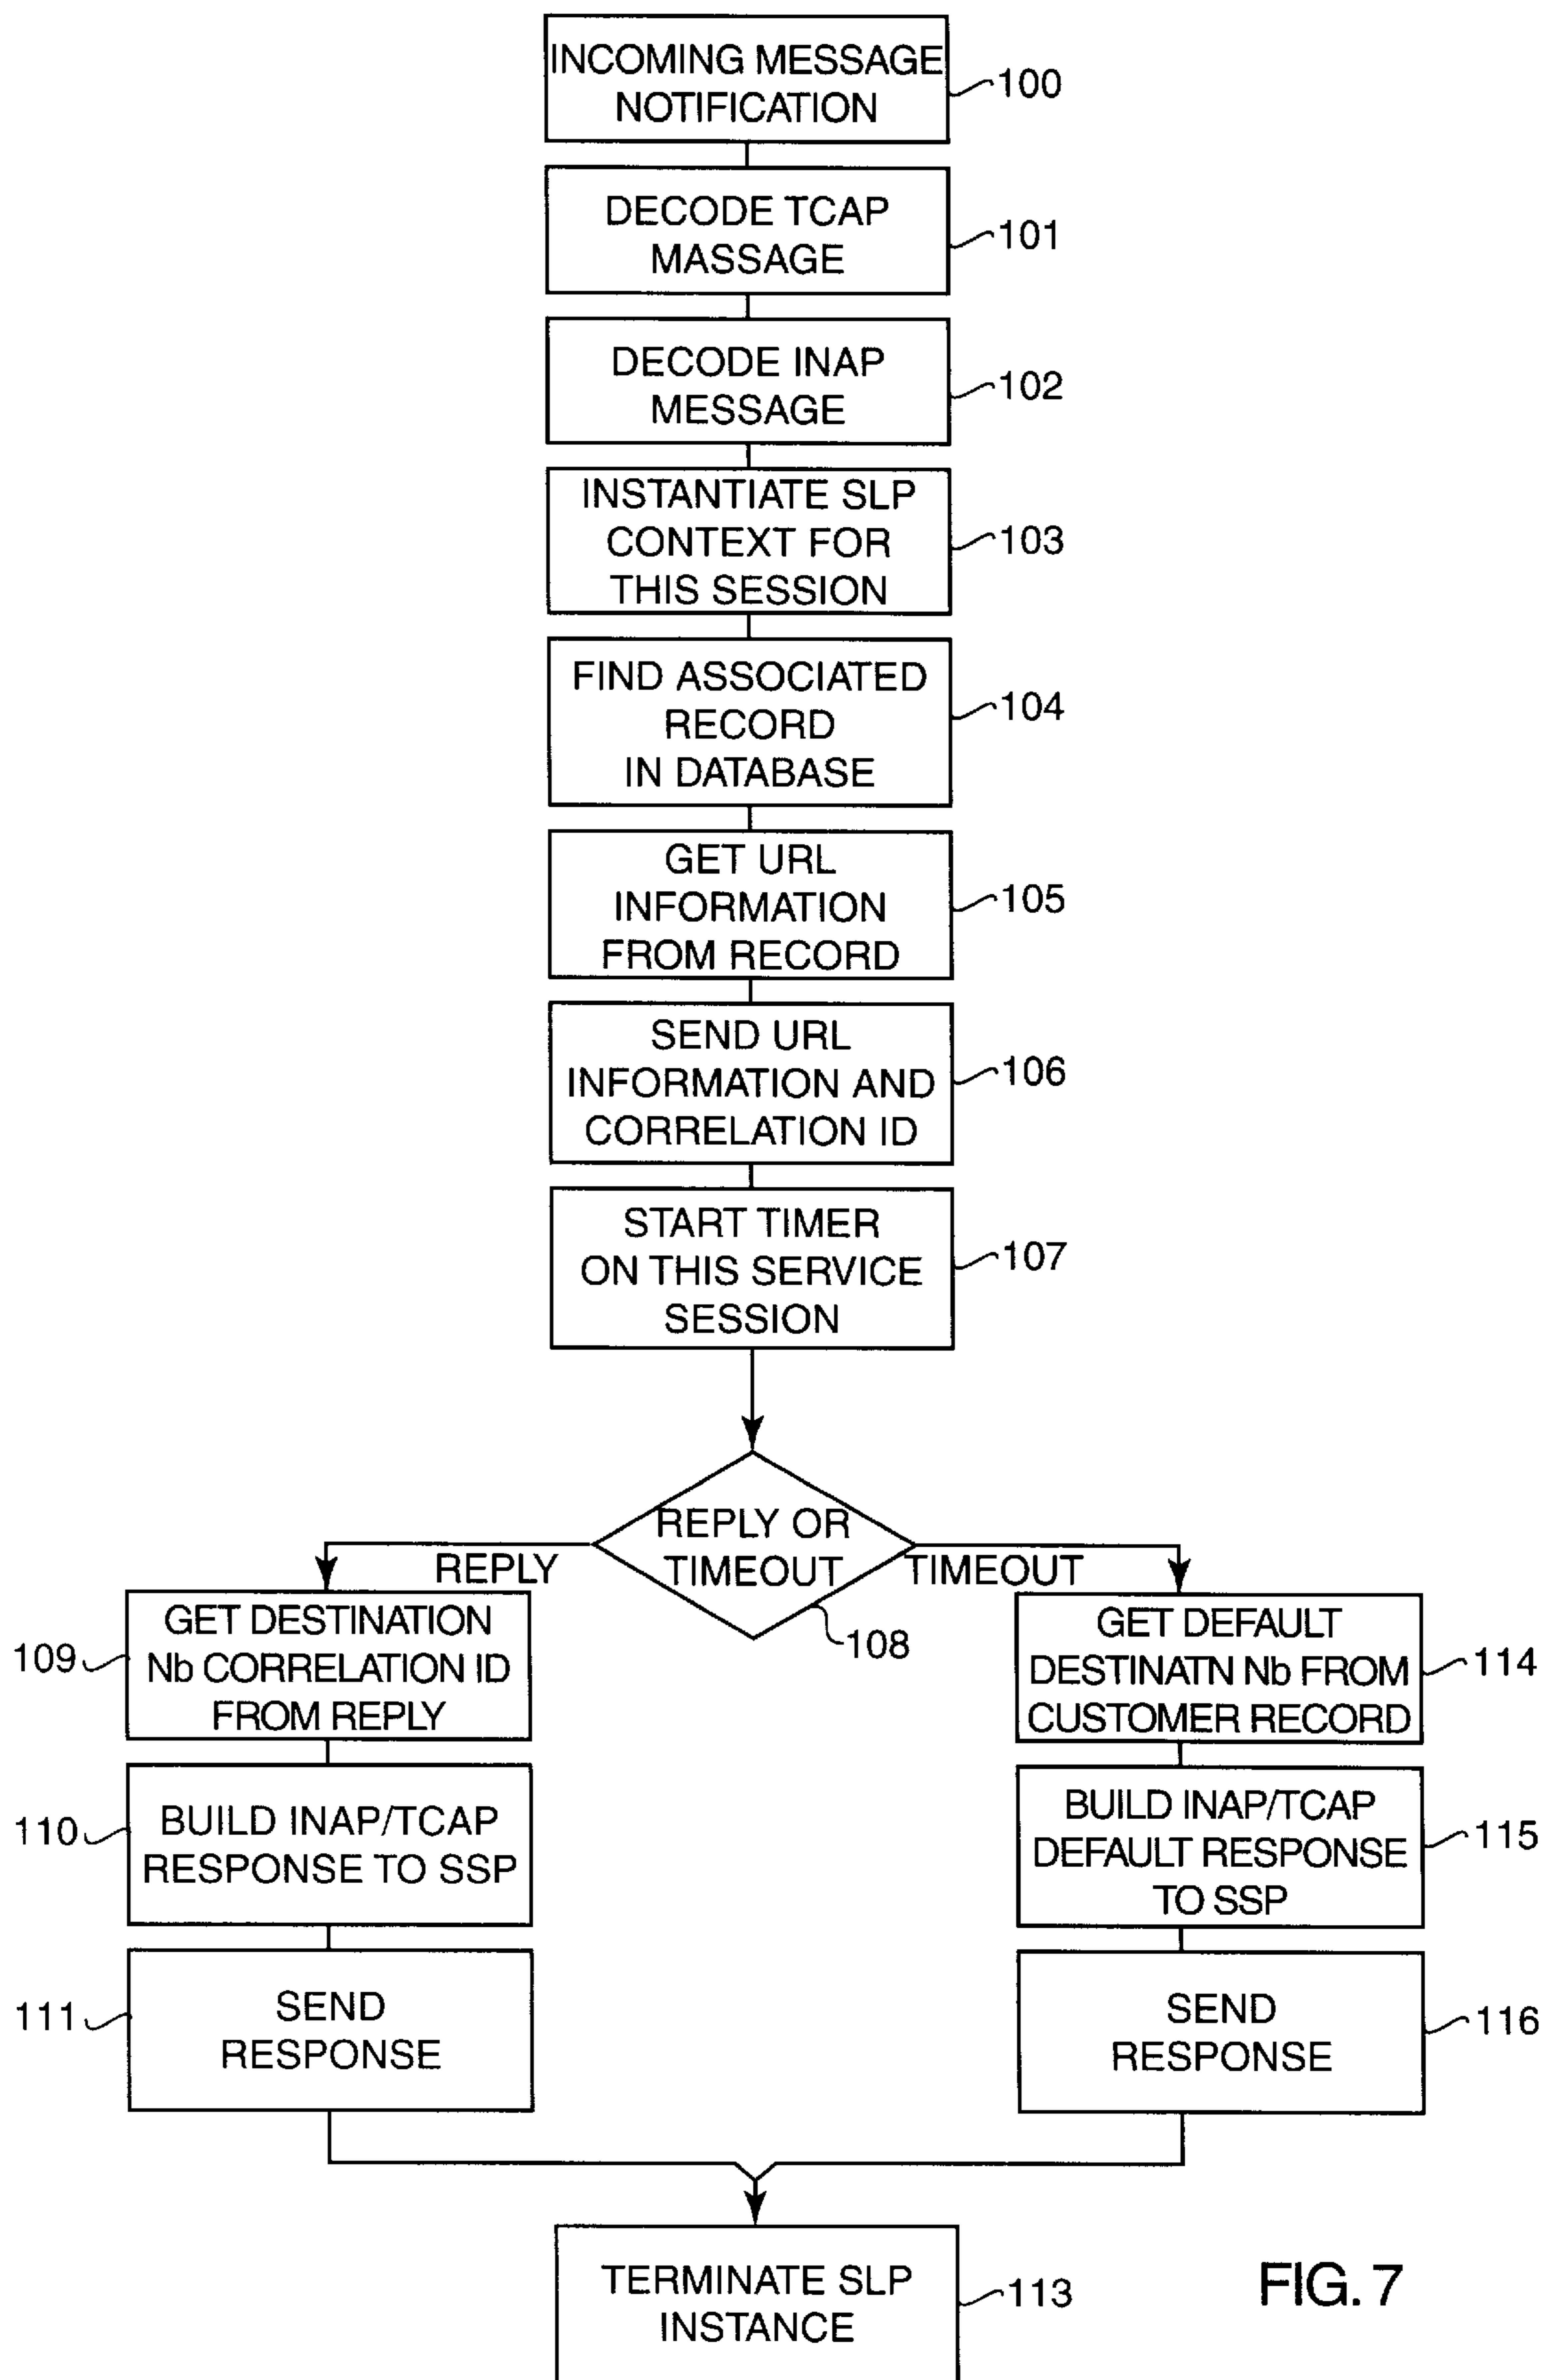 INCOMING MESSAGE
NOTIFICATION
100
DECODE TCAP
MASSAGE
101
DECODE INAP
MESSAGE
102
INSTANTIATE SLP
CONTEXT FOR
THIS SESSION
103
FIND ASSOCIATED
RECORD
IN DATABASE
104
GET URL
INFORMATION
FROM RECORD
105
SEND URL
INFORMATION AND
CORRELATION ID
106
START TIMER
ON THIS SERVICE
SESSION
107
REPLY OR
TIMEOUT
108
REPLY
TIMEOUT
GET DESTINATION
Nb CORRELATION ID
FROM REPLY
109
BUILD INAP/TCAP
RESPONSE TO SSP
110
SEND
RESPONSE
111
GET DEFAULT
DESTINATN Nb FROM
CUSTOMER RECORD
114
BUILD INAP/TCAP
DEFAULT RESPONSE
TO SSP
115
SEND
RESPONSE
116
TERMINATE SLP
INSTANCE
113
FIG. 7